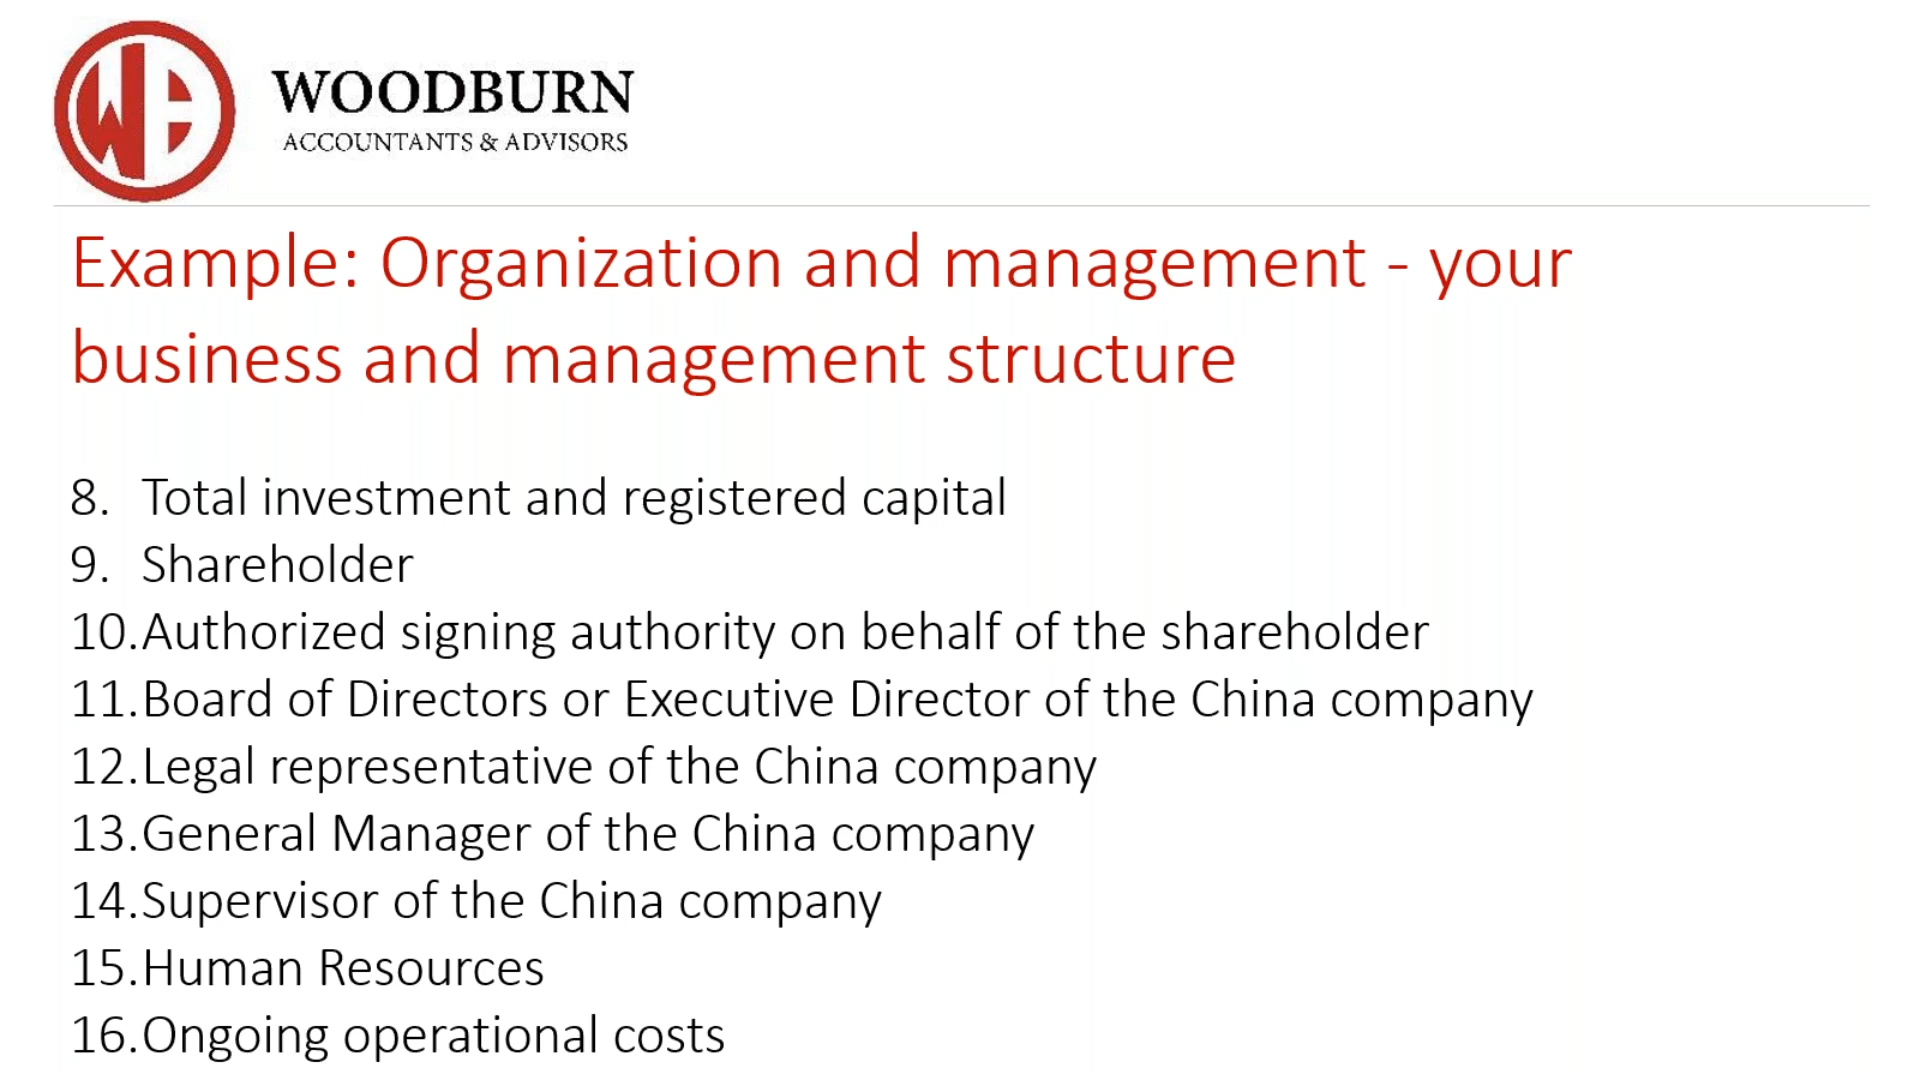 WOODBURN
ACCOUNTANTS & ADVISORS
Example: Organization and management - your
business and management structure
8. Total investment and registered capital
9. Shareholder
10.Authorized signing authority on behalf of the shareholder
11.Board of Directors or Executive Director of the China company
12.Legal representative of the China company
13.General Manager of the China company
14.Supervisor of the China company
15.Human Resources
16.Ongoing operational costs